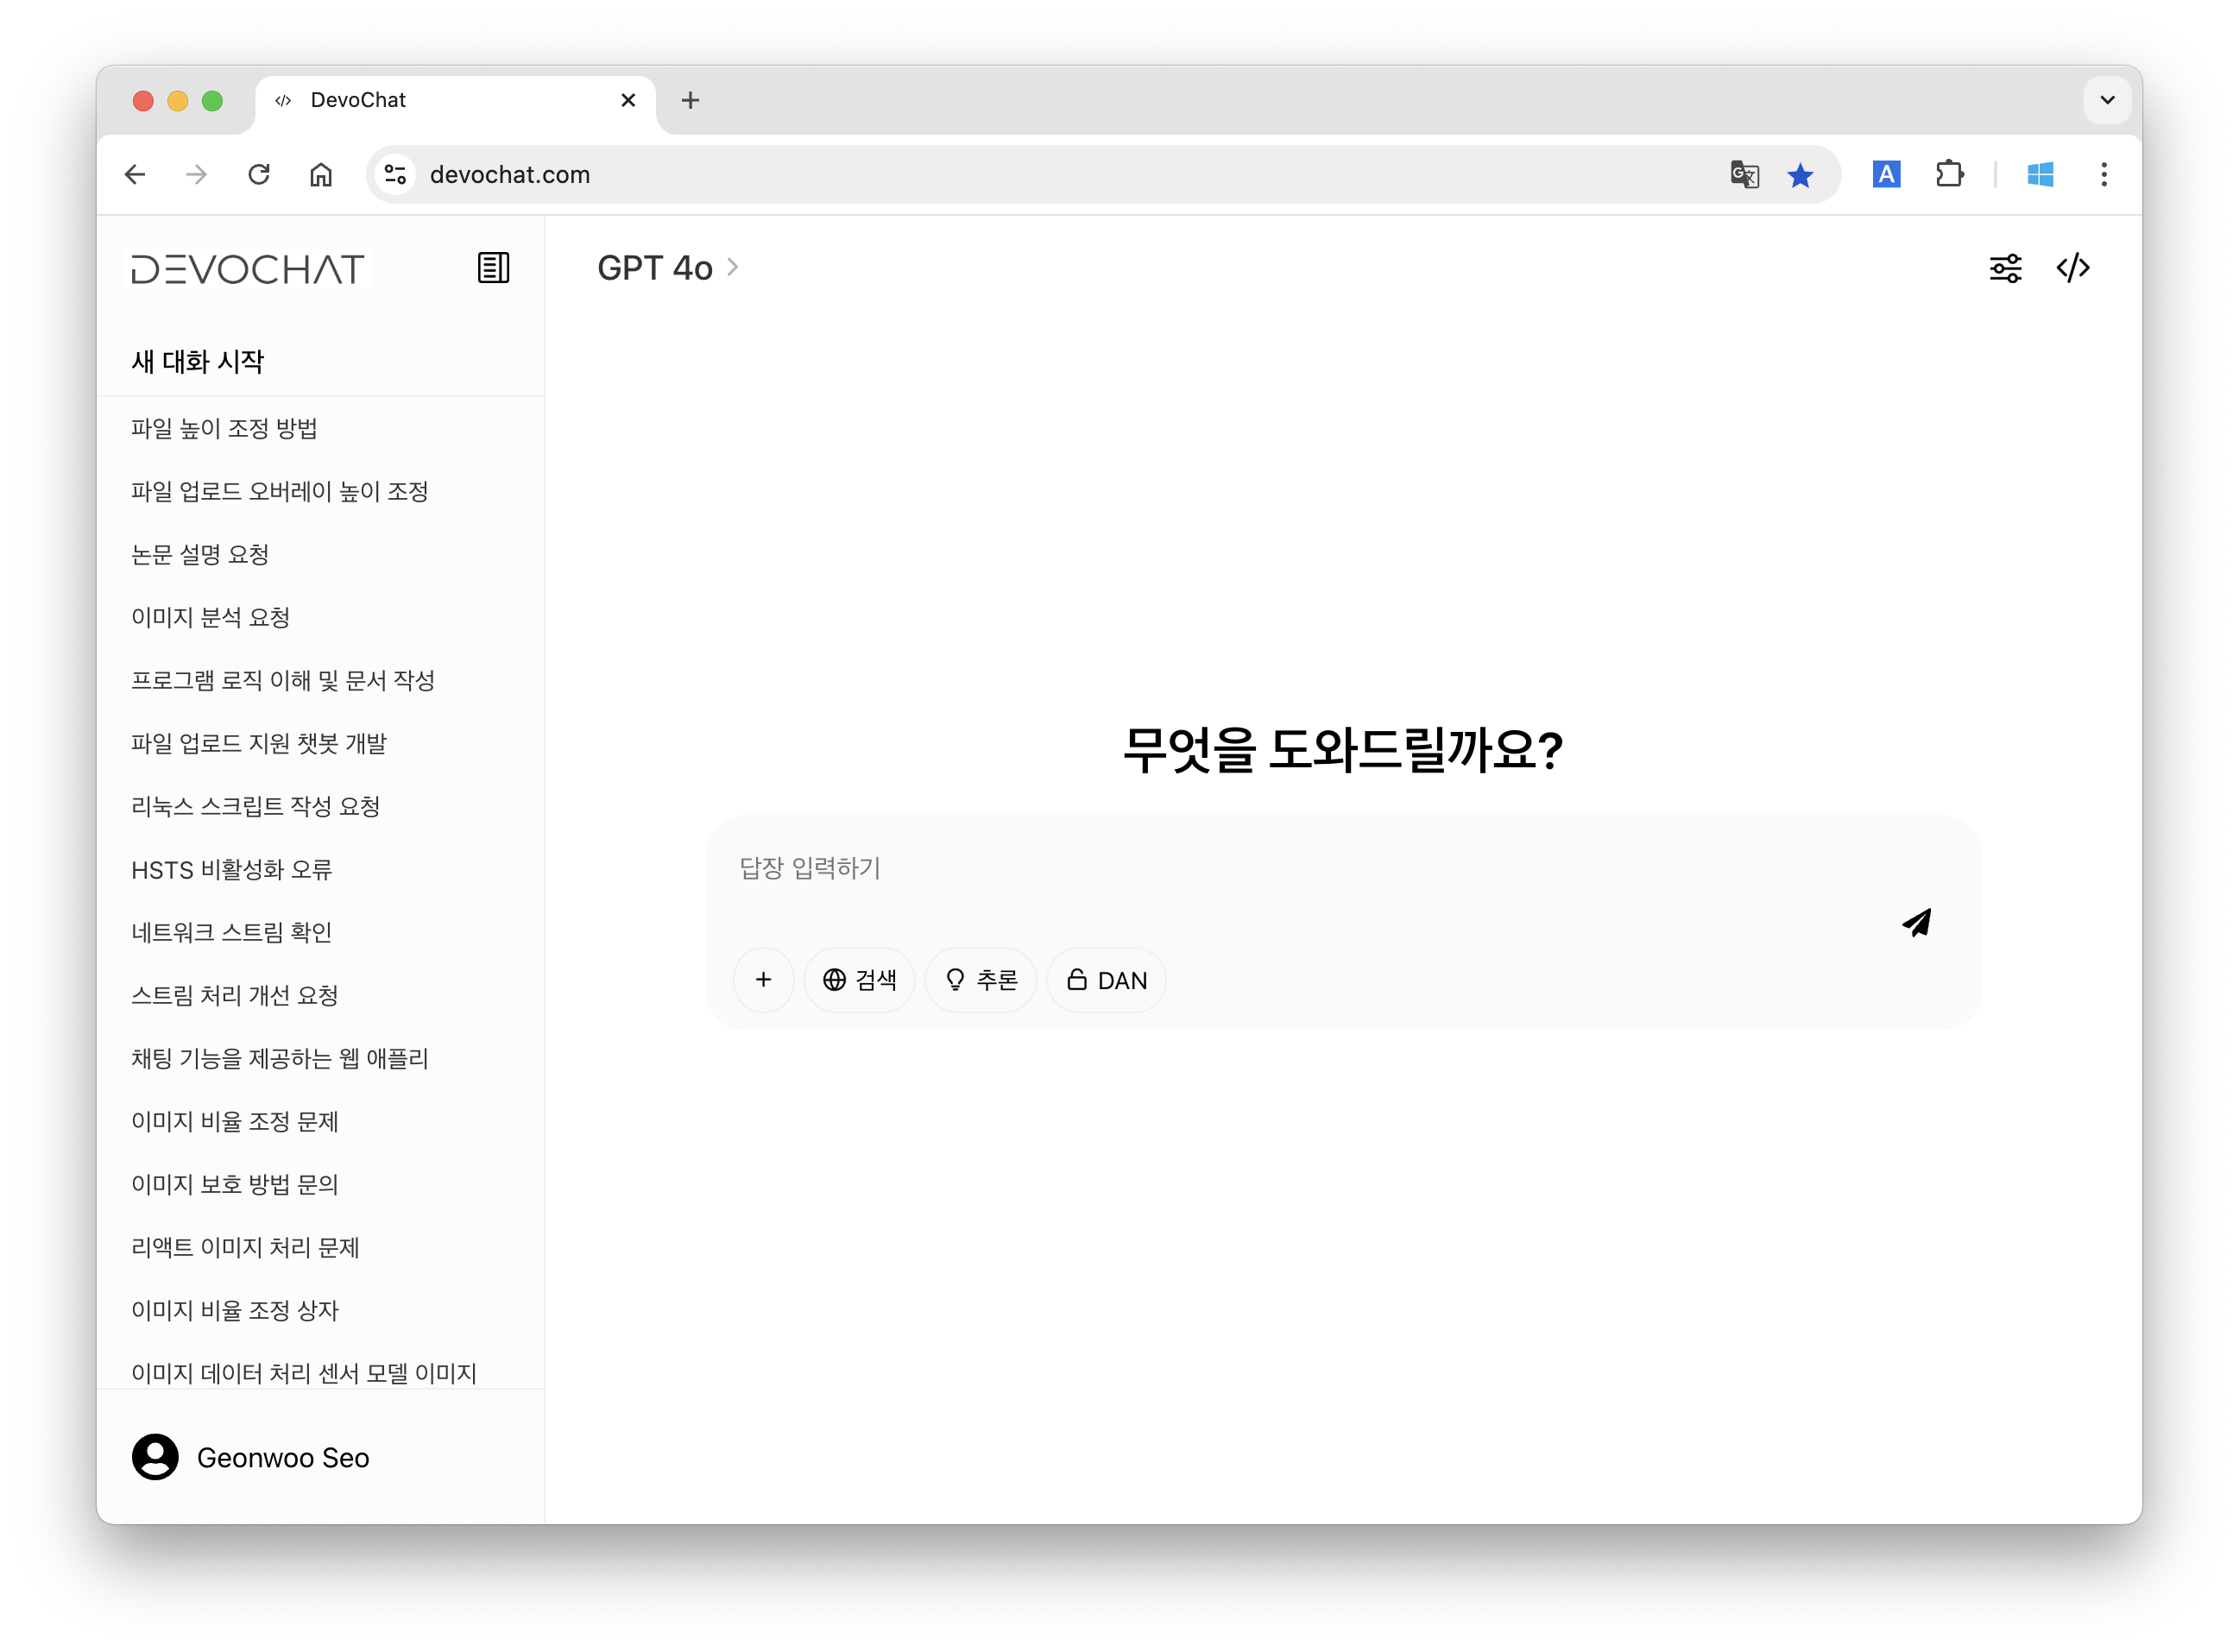 DevoChat
devochat.com
DEVOCHAT
GPT 4o
새 대화 시작
파일 높이 조정 방법
파일 업로드 오버레이 높이 조정
논문 설명 요청
이미지 분석 요청
프로그램 로직 이해 및 문서 작성
파일 업로드 지원 챗봇 개발
리눅스 스크립트 작성 요청
HSTS 비활성화 오류
네트워크 스트림 확인
스트림 처리 개선 요청
채팅 기능을 제공하는 웹 애플리
이미지 비율 조정 문제
이미지 보호 방법 문의
리액트 이미지 처리 문제
이미지 비율 조정 상자
이미지 데이터 처리 센서 모델 이미지
Geonwoo Seo
무엇을 도와드릴까요?
답장 입력하기
검색 추론 DAN